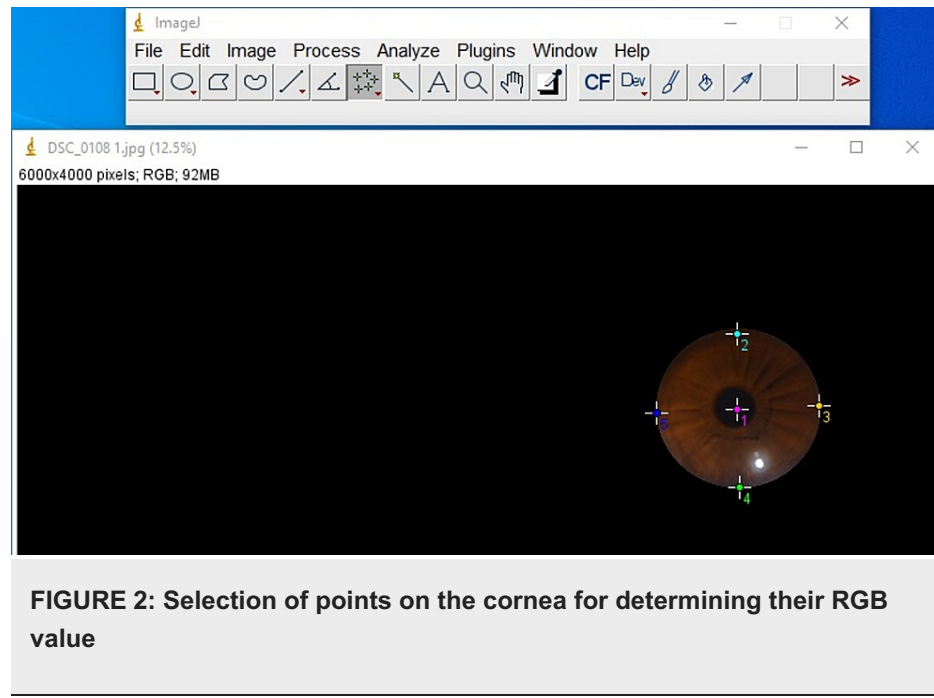 ImageJ
File Edit Image Process Analyze Plugins Window Help
A CF Dev
DSC_0108 1.jpg (12.5%)
6000x4000 pixels; RGB; 92MB
2
5 1 3
4
FIGURE 2: Selection of points on the cornea for determining their RGB
value